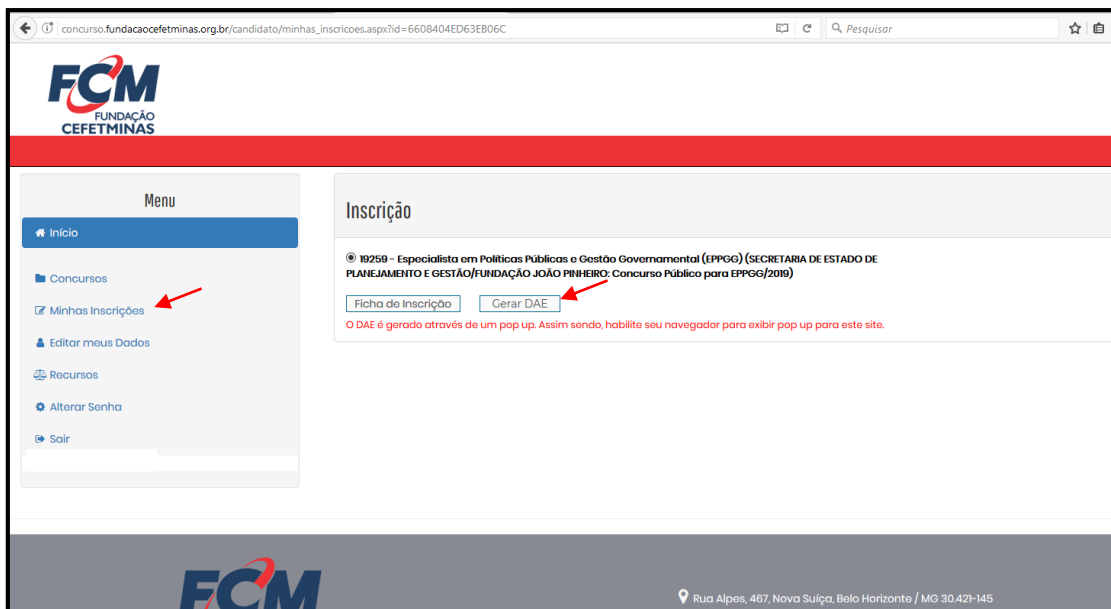 concurso.fundacaocefetminas.org.br/candidato/minhas_inscricoes.aspx?id=6608404ED63EB06C
Pesquisar
FCM
FUNDAÇÃO
CEFETMINAS
Menu
Início
Concursos
Minhas Inscrições
Editar meus Dados
Recursos
Alterar Senha
Sair
Inscrição
19259 - Especialista em Políticas Públicas e Gestão Governamental (EPPGG) (SECRETARIA DE ESTADO DE
PLANEJAMENTO E GESTÃO/FUNDAÇÃO JOÃO PINHEIRO: Concurso Público para EPPGG/2019)
Ficha de Inscrição
Gerar DAE
O DAE é gerado através de um pop up. Assim sendo, habilite seu navegador para exibir pop up para este site.
FCM
Rua Alpes, 467, Nova Suíça, Belo Horizonte / MG 30.421-145